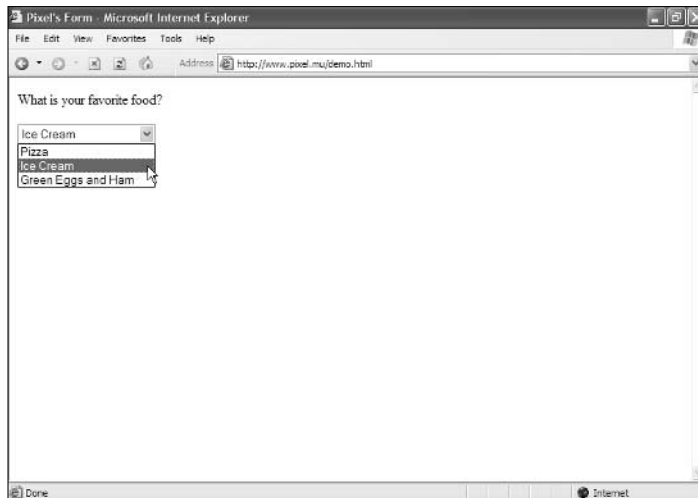 Pixel's Form - Microsoft Internet Explorer
File Edit View Favorites Tools Help
Address http://www.pixel.mu/demo.html
What is your favorite food?
Ice Cream
Pizza
Ice Cream
Green Eggs and Ham
Done Internet